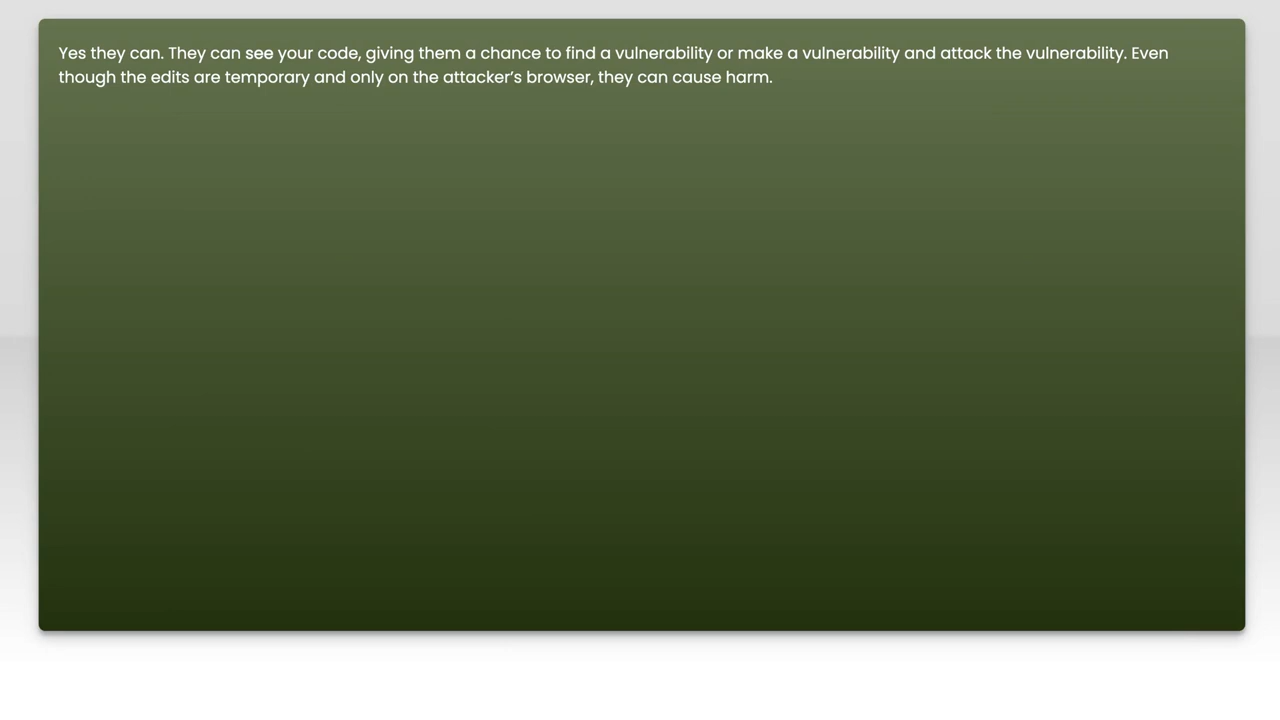 Yes they can. They can see your code, giving them a chance to find a vulnerability or make a vulnerability and attack the vulnerability. Even
though the edits are temporary and only on the attacker’s browser, they can cause harm.